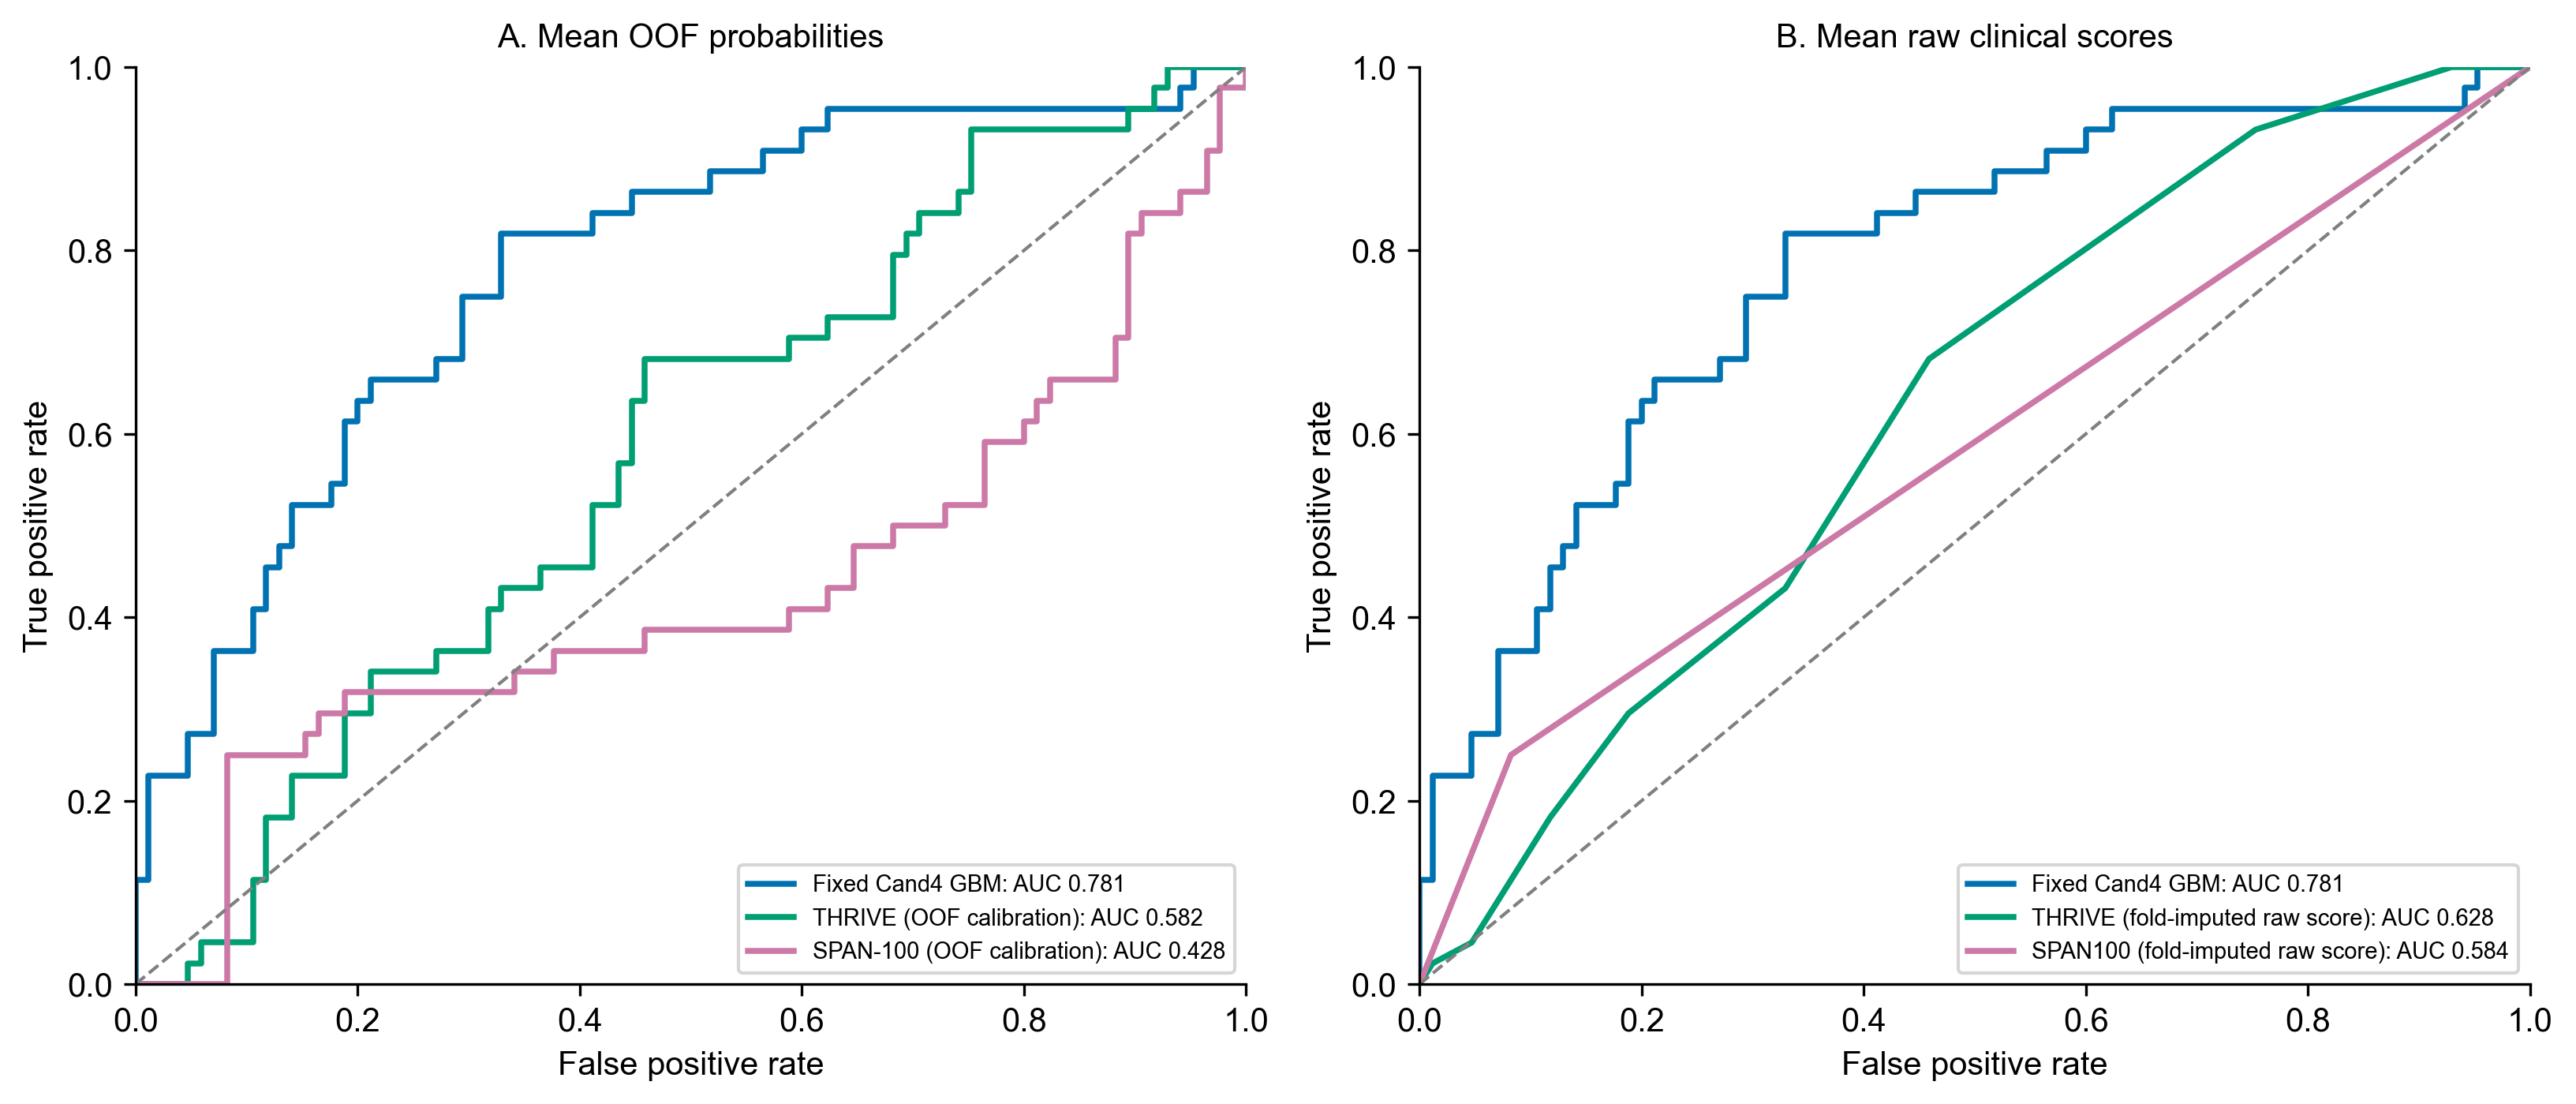 A. Mean OOF probabilities
1.0
0.8
0.6
0.4
0.2
0.0
True positive rate
0.0 0.2 0.4 0.6 0.8 1.0
False positive rate
Fixed Cand4 GBM: AUC 0.781
THRIVE (OOF calibration): AUC 0.582
SPAN-100 (OOF calibration): AUC 0.428
B. Mean raw clinical scores
1.0
0.8
0.6
0.4
0.2
0.0
True positive rate
0.0 0.2 0.4 0.6 0.8 1.0
False positive rate
Fixed Cand4 GBM: AUC 0.781
THRIVE (fold-imputed raw score): AUC 0.628
SPAN100 (fold-imputed raw score): AUC 0.584